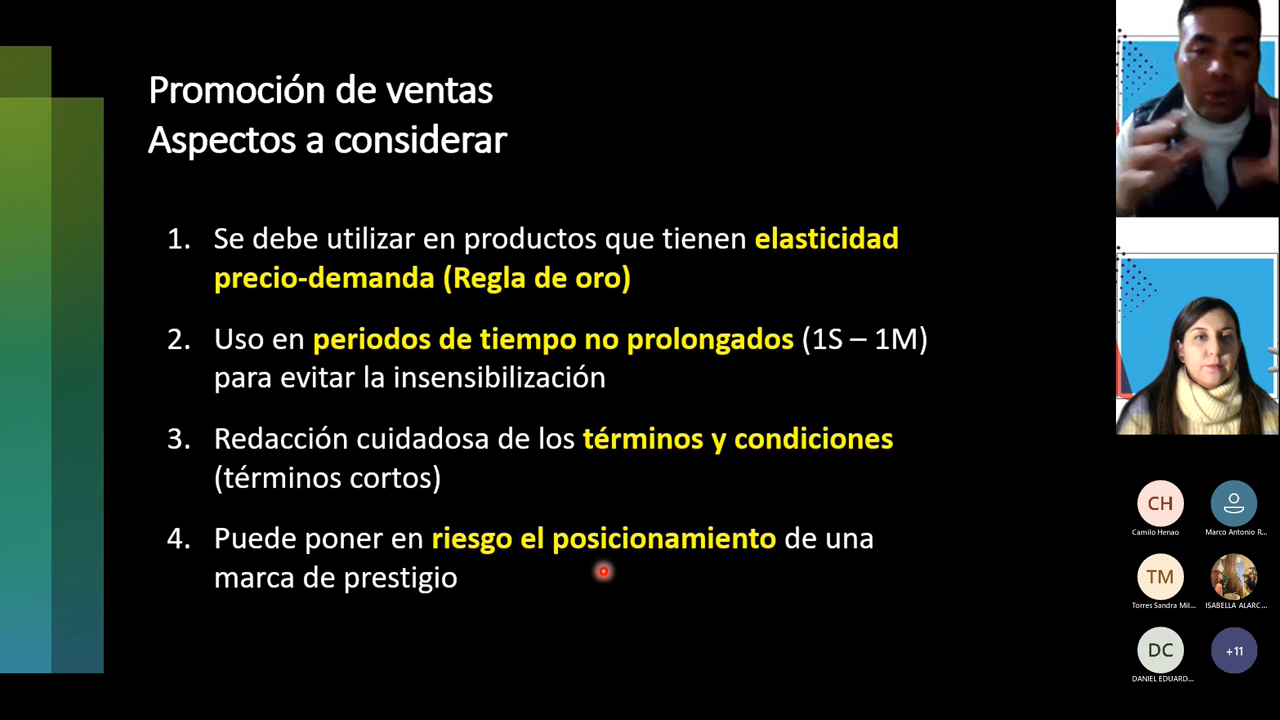 Promoción de ventas
Aspectos a considerar
1. Se debe utilizar en productos que tienen elasticidad
precio-demanda (Regla de oro)
2. Uso en periodos de tiempo no prolongados (1S – 1M)
para evitar la insensibilización
3. Redacción cuidadosa de los términos y condiciones
(términos cortos)
4. Puede poner en riesgo el posicionamiento de una
marca de prestigio
CH
Camilo Henao
Marco Antonio R...
TM
Torres Sandra Mil...
ISABELLA ALARC...
DC
DANIEL EDUARD...
+11